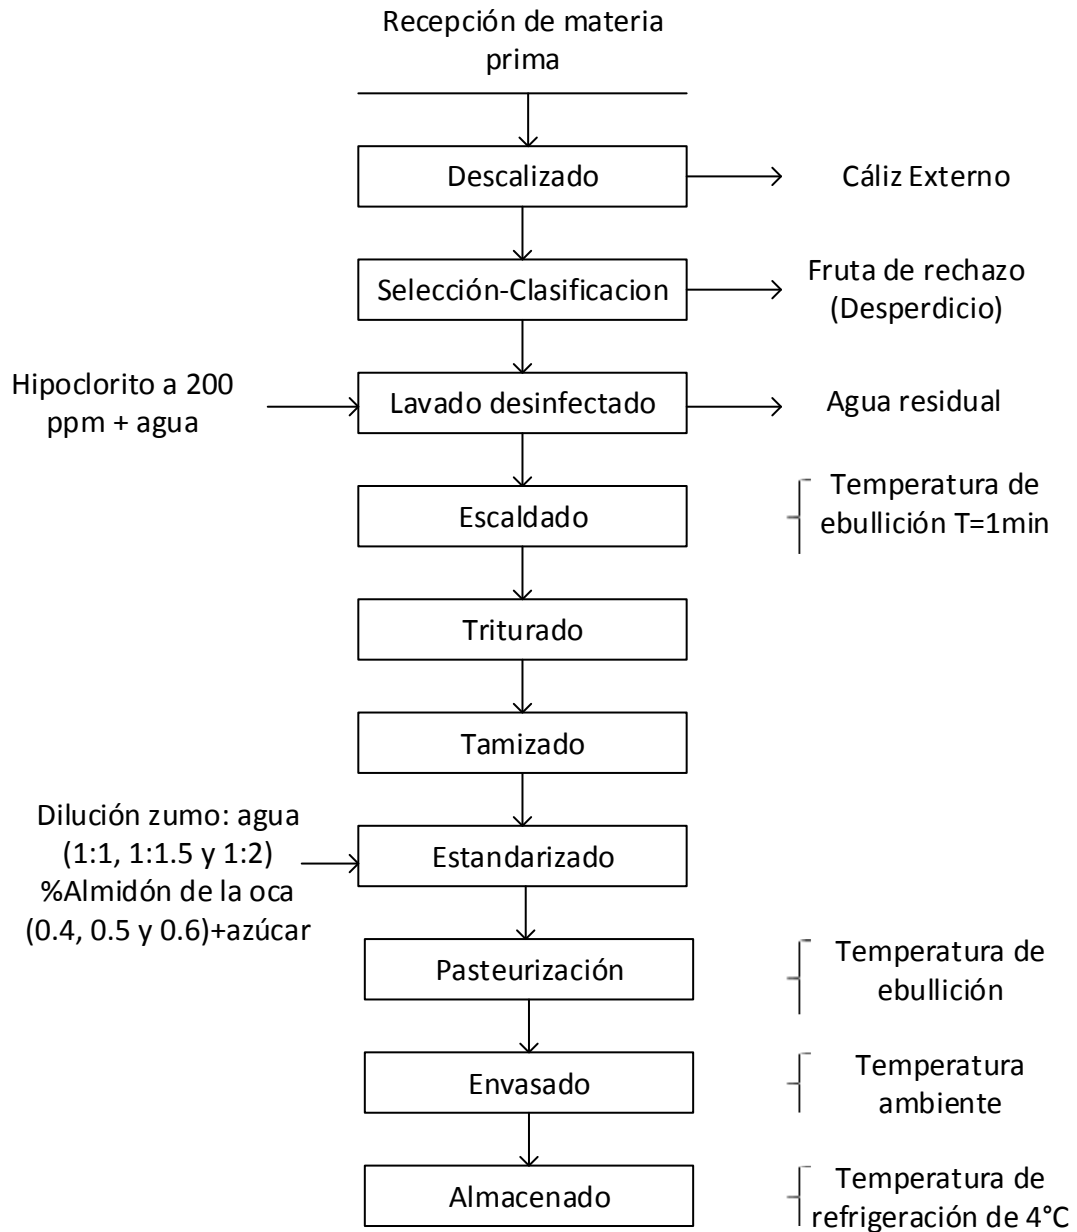 Recepción de materia
prima
Descalizado
Cáliz Externo
Selección-Clasificacion
Fruta de rechazo
(Desperdicio)
Hipoclorito a 200
ppm + agua
Lavado desinfectado
Agua residual
Escaldado
Temperatura de
ebullición T=1min
Triturado
Tamizado
Dilución zumo: agua
(1:1, 1:1.5 y 1:2)
%Almidón de la oca
(0.4, 0.5 y 0.6)+azúcar
Estandarizado
Pasteurización
Temperatura de
ebullición
Envasado
Temperatura
ambiente
Almacenado
Temperatura de
refrigeración de 4°C